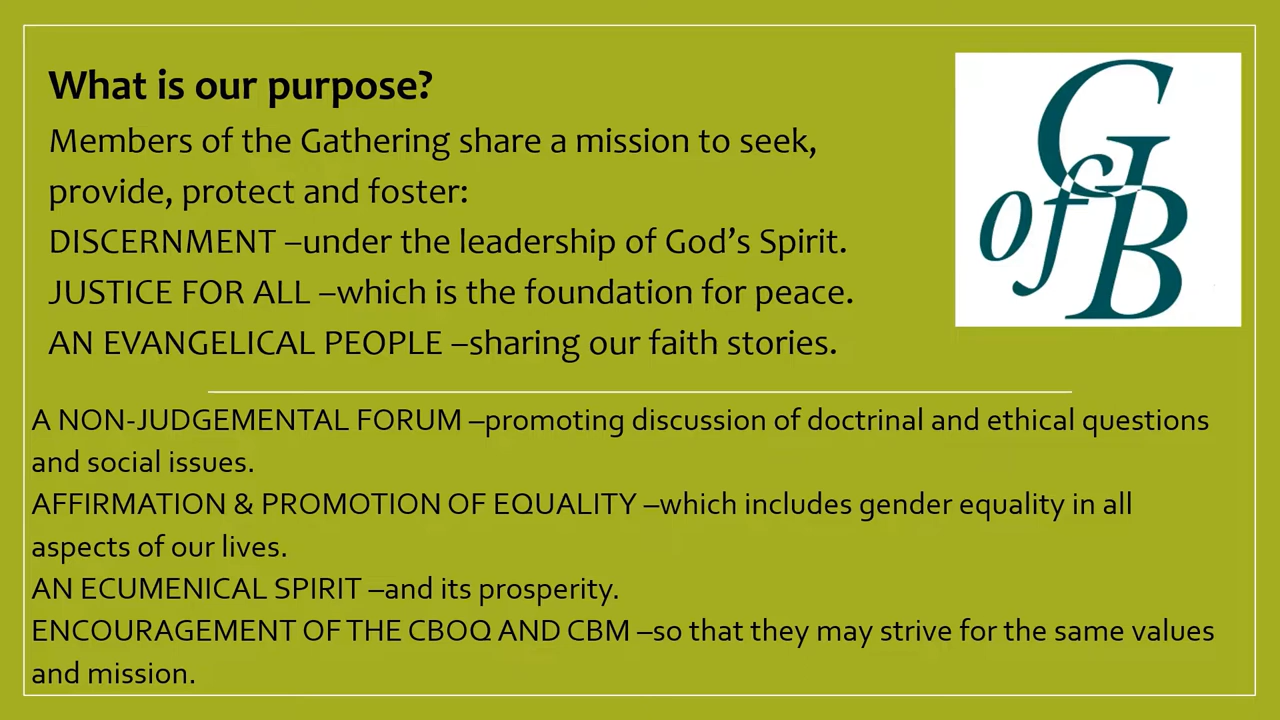 What is our purpose?
Members of the Gathering share a mission to seek,
provide, protect and foster:
DISCERNMENT –under the leadership of God’s Spirit.
JUSTICE FOR ALL –which is the foundation for peace.
AN EVANGELICAL PEOPLE –sharing our faith stories.
G
of B
A NON-JUDGEMENTAL FORUM –promoting discussion of doctrinal and ethical questions
and social issues.
AFFIRMATION & PROMOTION OF EQUALITY –which includes gender equality in all
aspects of our lives.
AN ECUMENICAL SPIRIT –and its prosperity.
ENCOURAGEMENT OF THE CBOQ AND CBM –so that they may strive for the same values
and mission.